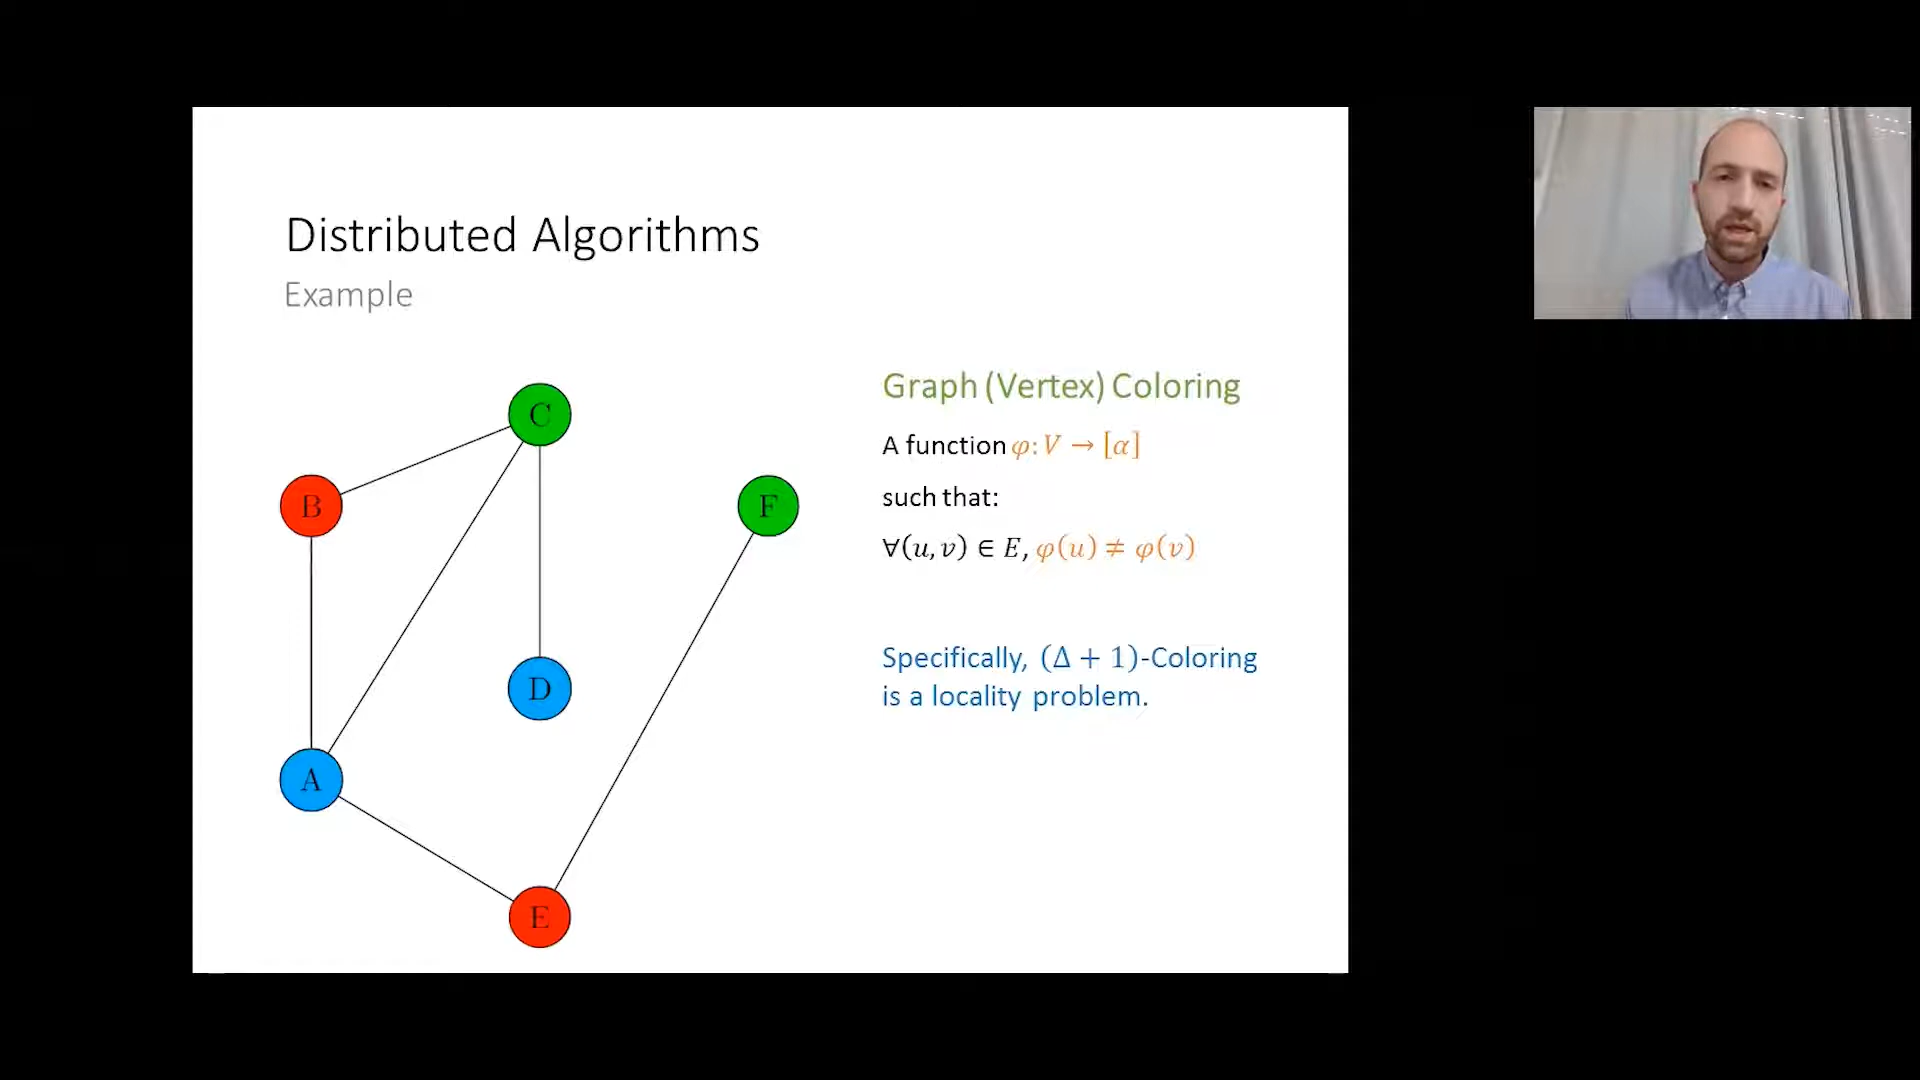 Distributed Algorithms
Example
C
B
F
D
A
E
Graph (Vertex) Coloring
A function φ: V → [α]
such that:
∀(u, v) ∈ E, φ(u) ≠ φ(v)
Specifically, (Δ + 1)-Coloring
is a locality problem.